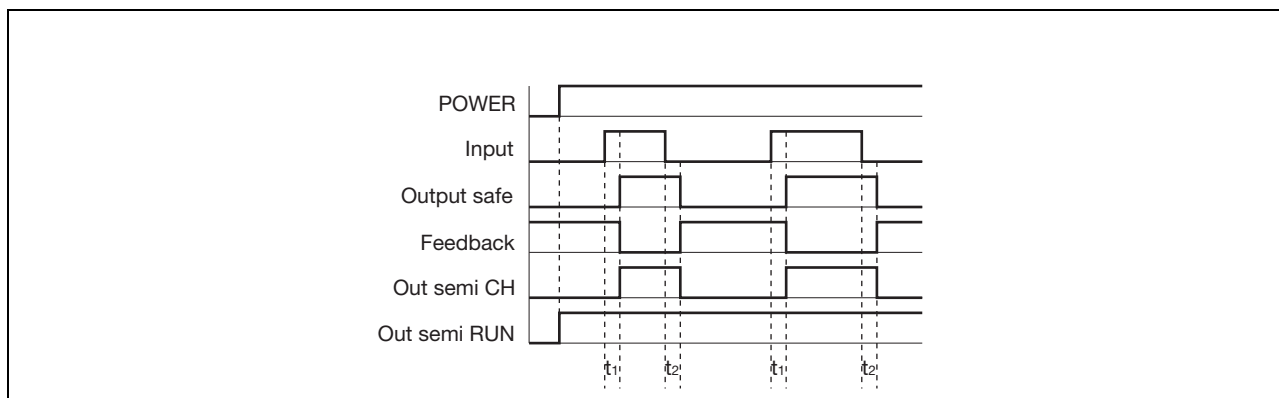 POWER
Input
Output safe
Feedback
Out semi CH
Out semi RUN
t1 t2 t1 t2